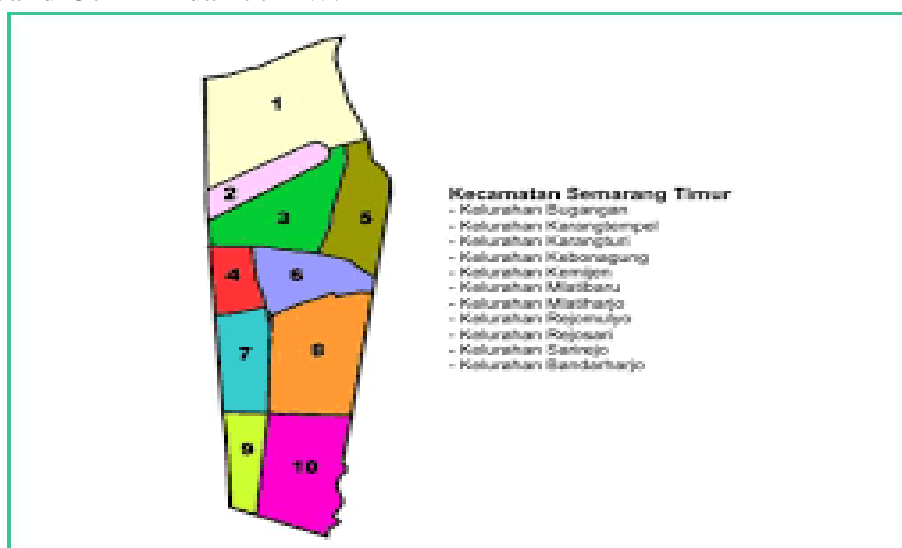 1
2
3
4
5
6
7
8
9
10
Kecamatan Semarang Timur
- Kelurahan Bugangan
- Kelurahan Karangtempel
- Kelurahan Karangturi
- Kelurahan Kebonagung
- Kelurahan Kemijen
- Kelurahan Mlatibaru
- Kelurahan Mlatiharjo
- Kelurahan Rejomulyo
- Kelurahan Rejosari
- Kelurahan Sarirejo
- Kelurahan Bandarharjo